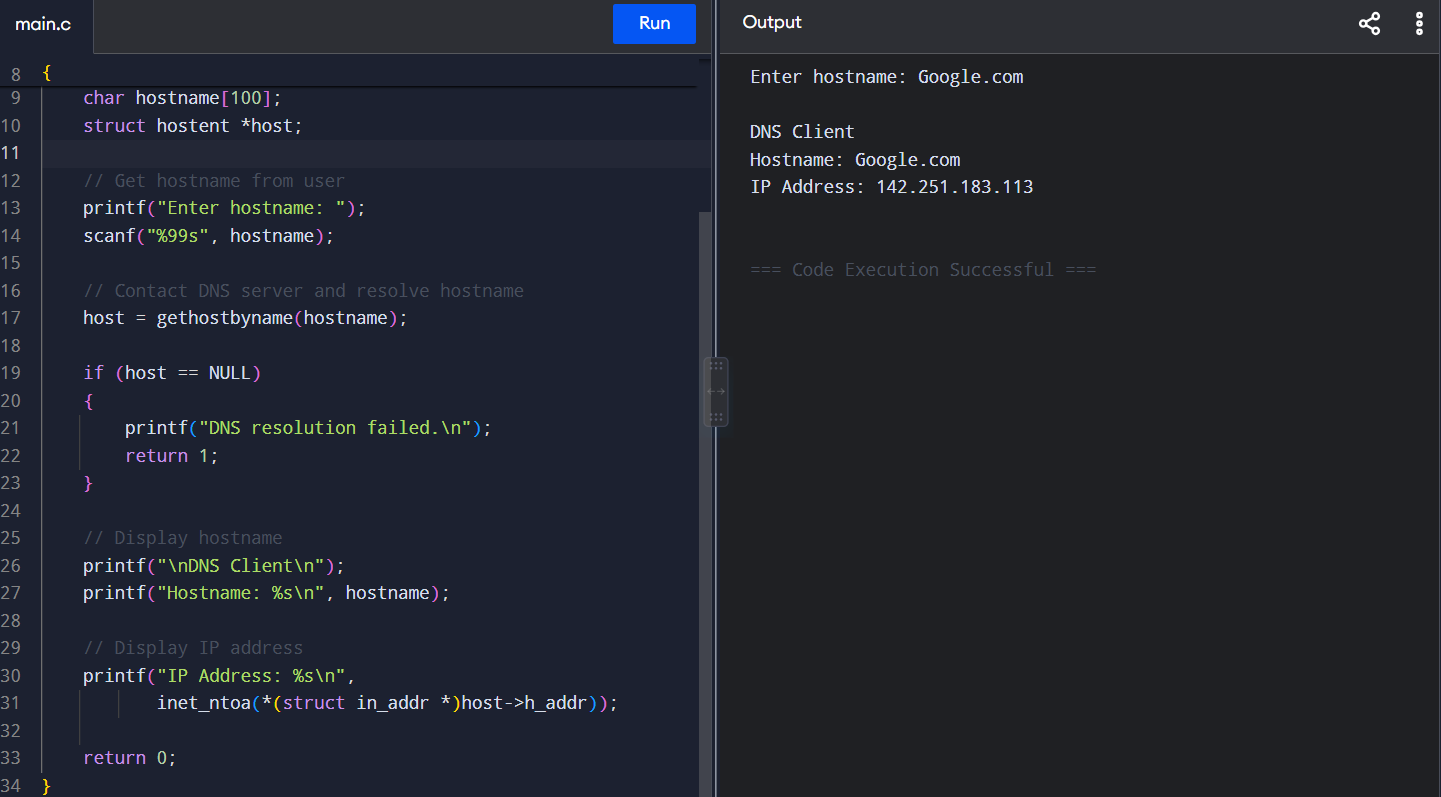 main.c
Run
8 {
9     char hostname[100];
10     struct hostent *host;
11
12     // Get hostname from user
13     printf("Enter hostname: ");
14     scanf("%99s", hostname);
15
16     // Contact DNS server and resolve hostname
17     host = gethostbyname(hostname);
18
19     if (host == NULL)
20     {
21         printf("DNS resolution failed.\n");
22         return 1;
23     }
24
25     // Display hostname
26     printf("\nDNS Client\n");
27     printf("Hostname: %s\n", hostname);
28
29     // Display IP address
30     printf("IP Address: %s\n",
31            inet_ntoa(*(struct in_addr *)host->h_addr));
32
33     return 0;
34 }
Output
Enter hostname: Google.com
DNS Client
Hostname: Google.com
IP Address: 142.251.183.113
=== Code Execution Successful ===